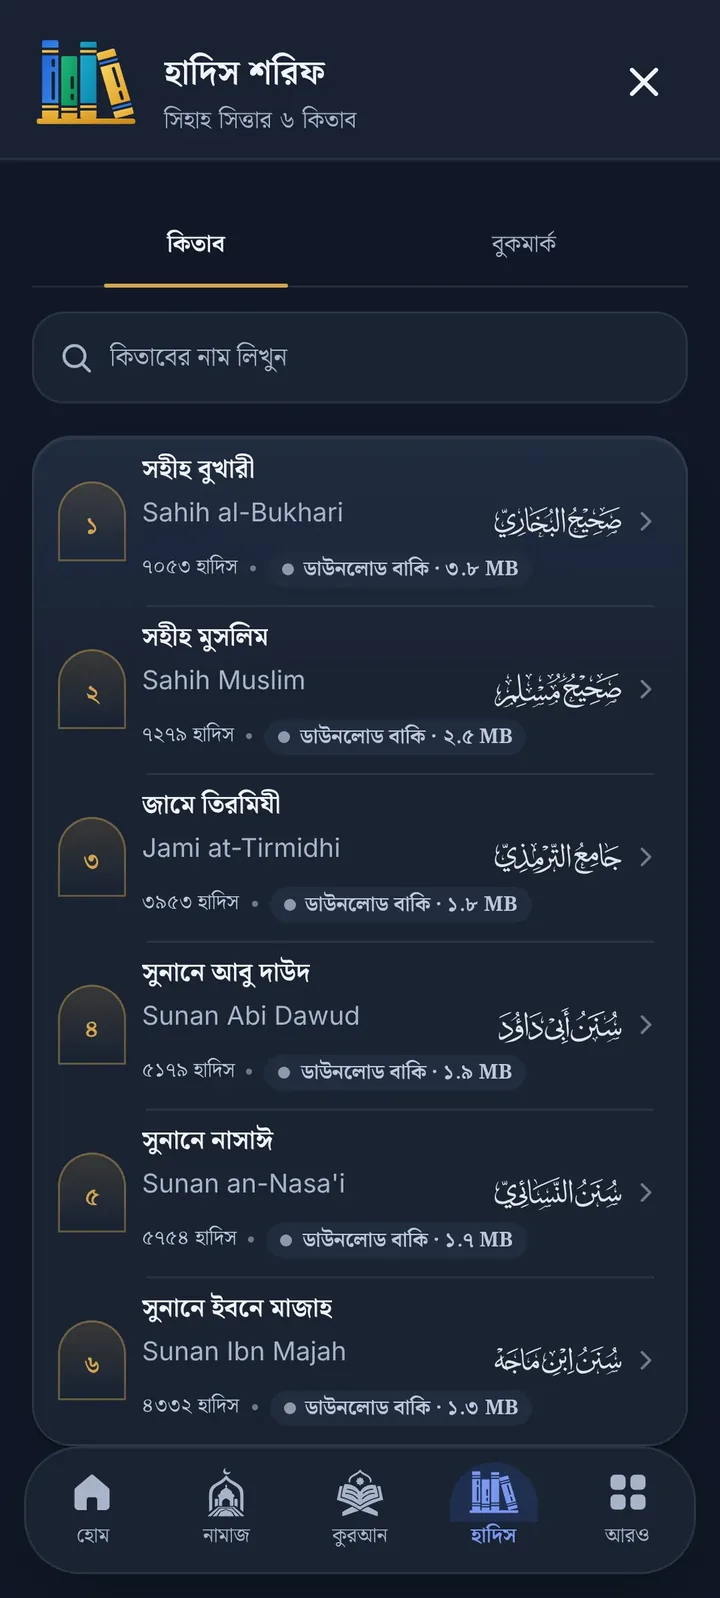 হাদিস শরিফ
সিহাহ সিত্তার ৬ কিতাব
কিতাব
বুকমার্ক
কিতাবের নাম লিখুন
১
সহীহ বুখারী
Sahih al-Bukhari
صَحِيْحُ الْبُخَارِيّ
৭০৫৩ হাদিস • ডাউনলোড বাকি · ৩.৮ MB
২
সহীহ মুসলিম
Sahih Muslim
صَحِيْحُ مُسْلِمْ
৭২৭৯ হাদিস • ডাউনলোড বাকি · ২.৫ MB
৩
জামে তিরমিযী
Jami at-Tirmidhi
جَامِعُ التِّرْمِذِيّ
৩৯৫৩ হাদিস • ডাউনলোড বাকি · ১.৮ MB
৪
সুনানে আবু দাউদ
Sunan Abi Dawud
سُنَنُ أَبِى دَاوُدَ
৫১৭৯ হাদিস • ডাউনলোড বাকি · ১.৯ MB
৫
সুনানে নাসাঈ
Sunan an-Nasa'i
سُنَنُ النَّسَائِيّ
৫৭৫৪ হাদিস • ডাউনলোড বাকি · ১.৭ MB
৬
সুনানে ইবনে মাজাহ
Sunan Ibn Majah
سُنَنُ ابْنِ مَاجَهْ
৪৩৩২ হাদিস • ডাউনলোড বাকি · ১.৩ MB
হোম
নামাজ
কুরআন
হাদিস
আরও